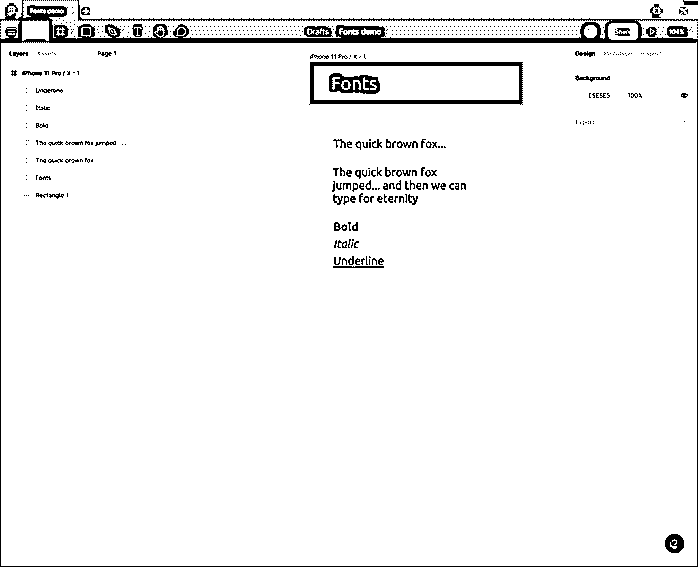 Fonts demo
Drafts / Fonts demo
Share
104%
Layers
Assets
Page 1
iPhone 11 Pro / X - 1
Underline
Italic
Bold
The quick brown fox jumped ...
The quick brown fox
Fonts
Rectangle 1
iPhone 11 Pro / X - 1
Fonts
The quick brown fox...
The quick brown fox
jumped... and then we can
type for eternity
Bold
Italic
Underline
Design
Background
E5E5E5
100%